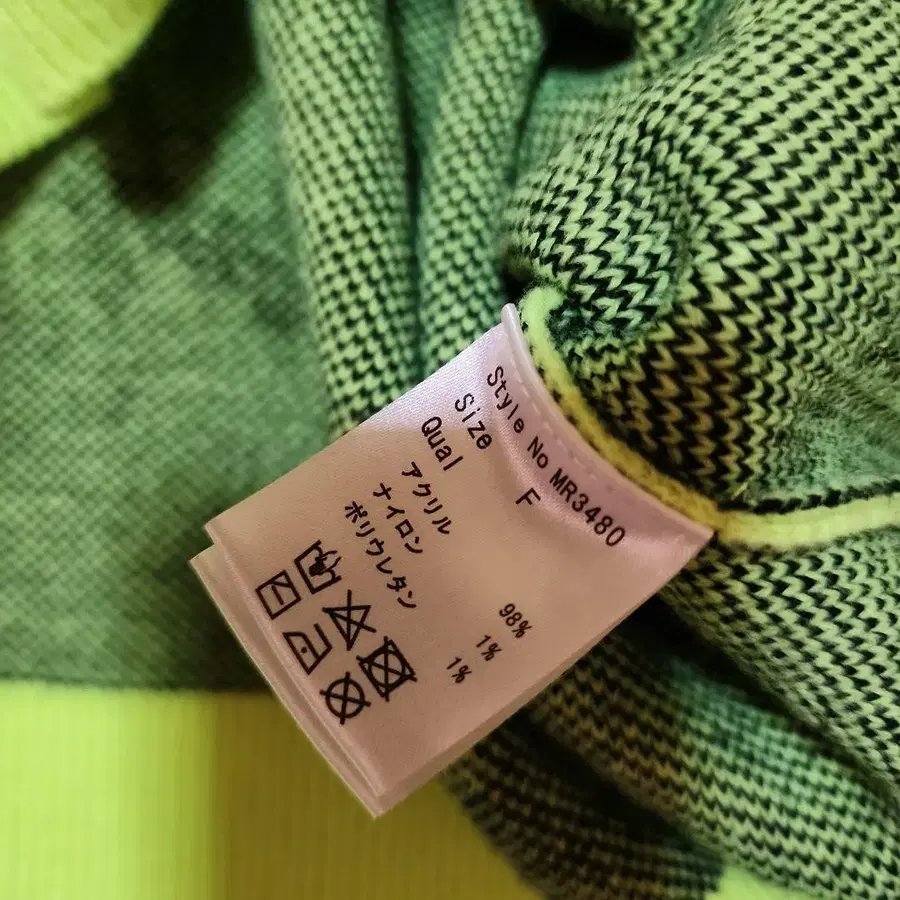 Style No MR3480
Size F
Qual
アクリル 98%
ナイロン 1%
ポリウレタン 1%